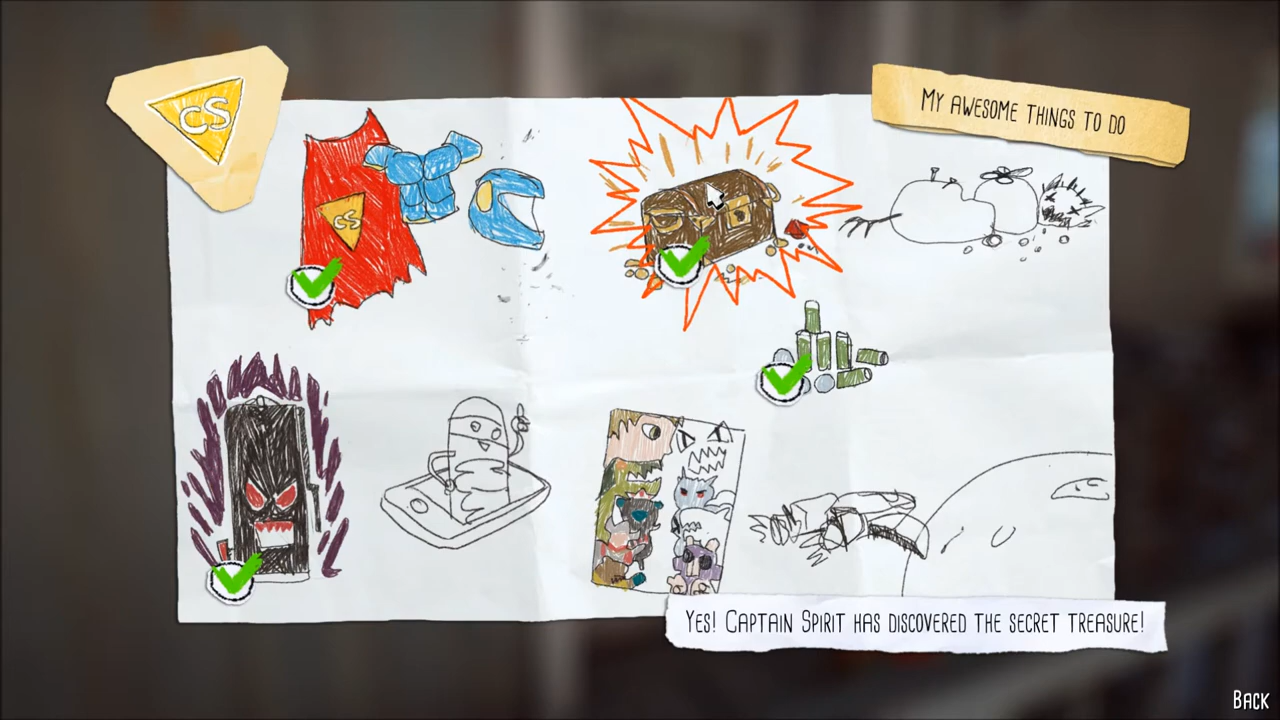 CS
MY AWESOME THINGS TO DO
CS
YES! CAPTAIN SPIRIT HAS DISCOVERED THE SECRET TREASURE!
BACK